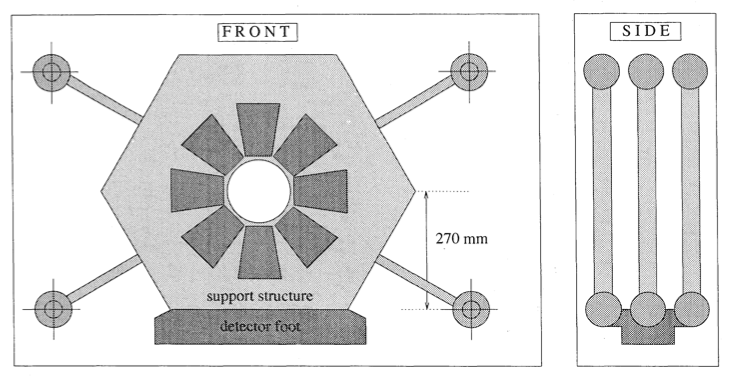 FRONT
SIDE
270 mm
support structure
detector foot